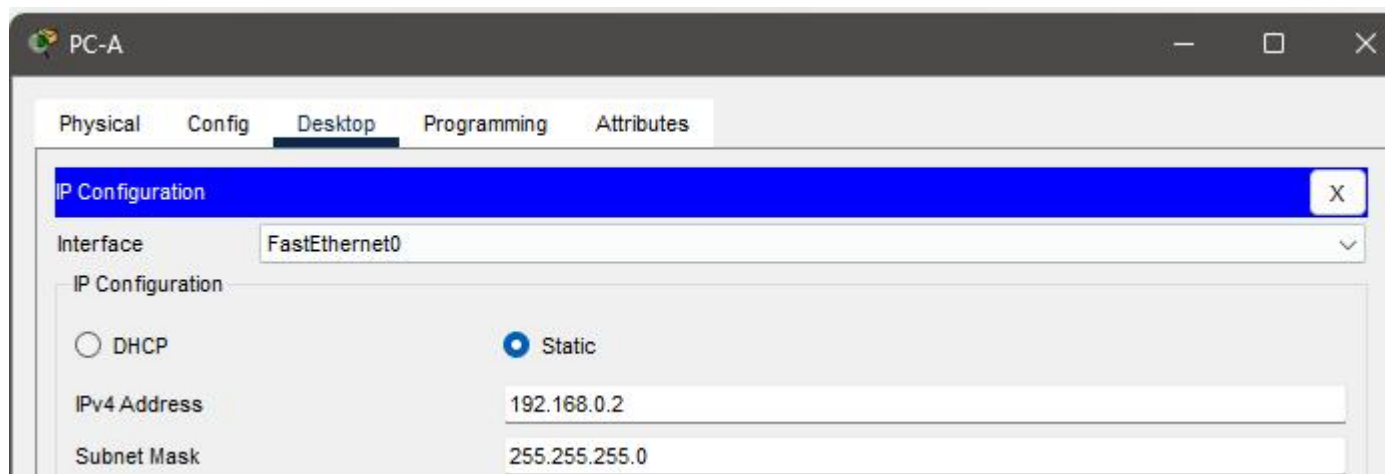 PC-A
Physical Config Desktop Programming Attributes
IP Configuration X
Interface FastEthernet0
IP Configuration
DHCP Static
IPv4 Address 192.168.0.2
Subnet Mask 255.255.255.0